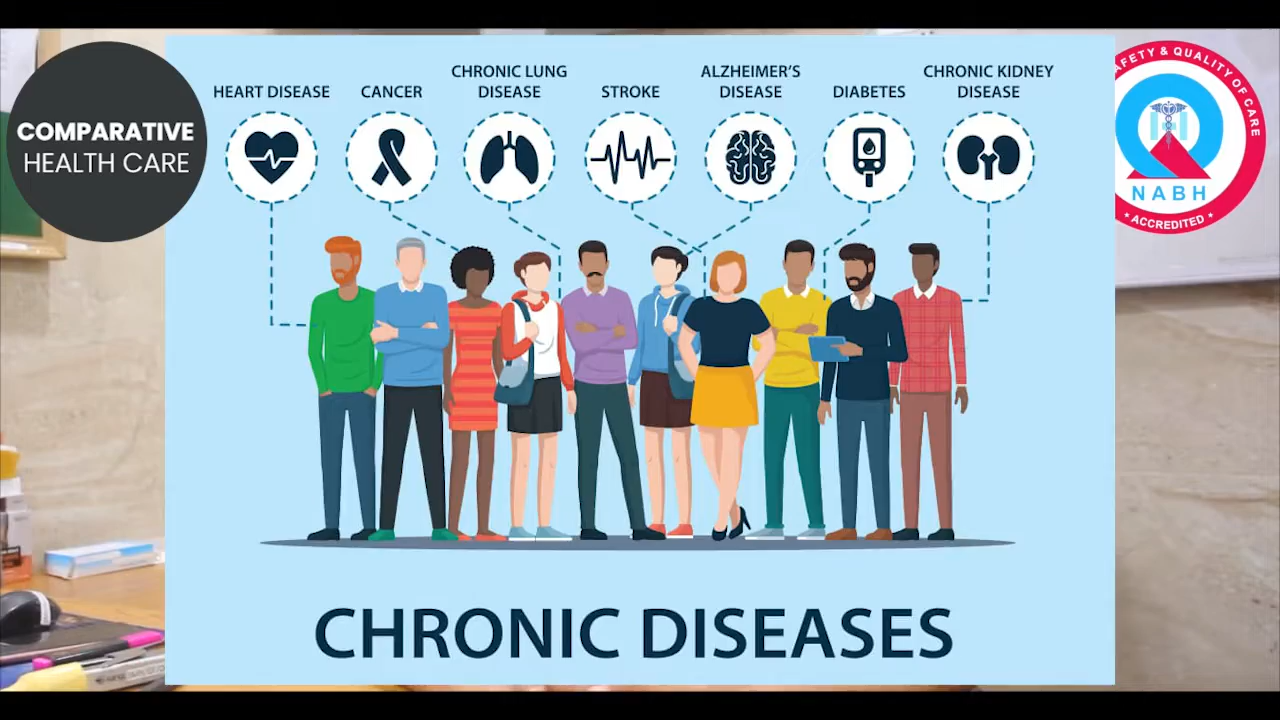 COMPARATIVE
HEALTH CARE
HEART DISEASE
CANCER
CHRONIC LUNG
DISEASE
STROKE
ALZHEIMER'S
DISEASE
DIABETES
CHRONIC KIDNEY
DISEASE
AFETY & QUALITY OF CARE
NABH
• ACCREDITED •
CHRONIC DISEASES